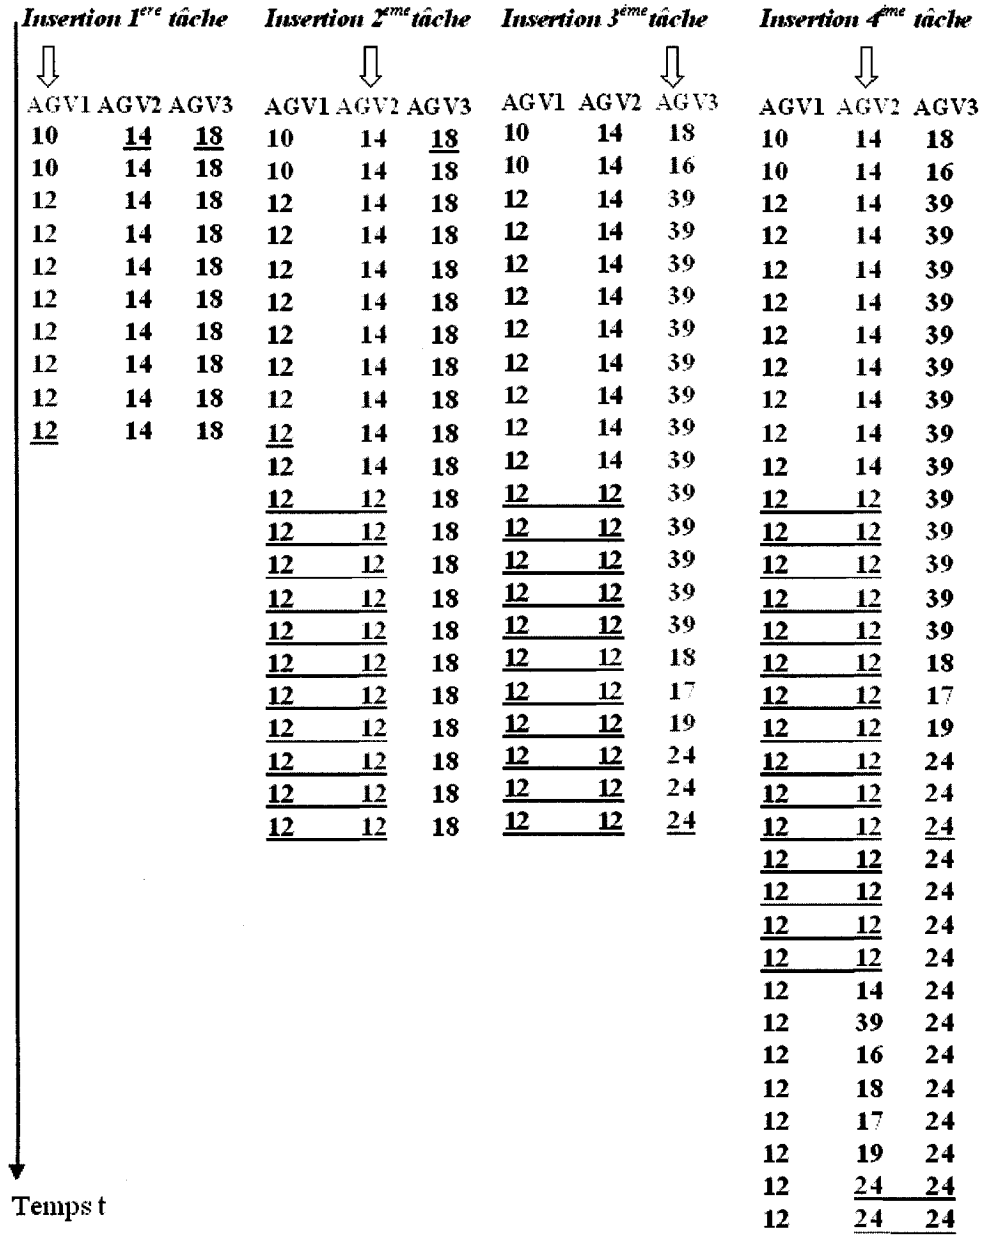 Insertion 1ere tâche Insertion 2ème tâche Insertion 3ème tâche Insertion 4ème tâche
AGV1 AGV2 AGV3 AGV1 AGV2 AGV3 AGV1 AGV2 AGV3 AGV1 AGV2 AGV3
10 14 18 10 14 18 10 14 18 10 14 18
10 14 18 10 14 18 10 14 16 10 14 16
12 14 18 12 14 18 12 14 39 12 14 39
12 14 18 12 14 18 12 14 39 12 14 39
12 14 18 12 14 18 12 14 39 12 14 39
12 14 18 12 14 18 12 14 39 12 14 39
12 14 18 12 14 18 12 14 39 12 14 39
12 14 18 12 14 18 12 14 39 12 14 39
12 14 18 12 14 18 12 14 39 12 14 39
12 14 18 12 14 18 12 14 39 12 14 39
12 14 18 12 14 39 12 14 39
12 12 18 12 12 39 12 12 39
12 12 18 12 12 39 12 12 39
12 12 18 12 12 39 12 12 39
12 12 18 12 12 39 12 12 39
12 12 18 12 12 39 12 12 39
12 12 18 12 12 18 12 12 18
12 12 18 12 12 17 12 12 17
12 12 18 12 12 19 12 12 19
12 12 18 12 12 24 12 12 24
12 12 18 12 12 24 12 12 24
12 12 18 12 12 24 12 12 24
12 12 24
12 12 24
12 12 24
12 12 24
12 14 24
12 39 24
12 16 24
12 18 24
12 17 24
12 19 24
12 24 24
12 24 24
Temps t